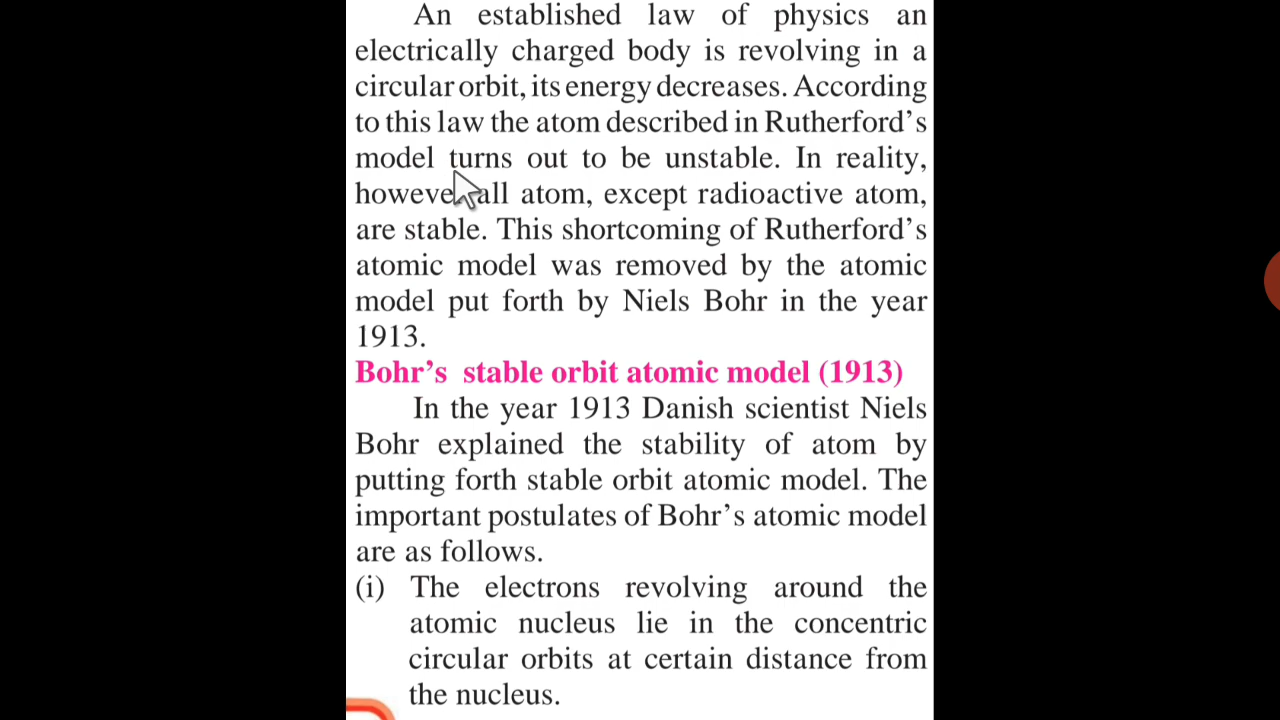 An established law of physics an
electrically charged body is revolving in a
circular orbit, its energy decreases. According
to this law the atom described in Rutherford’s
model turns out to be unstable. In reality,
howeve all atom, except radioactive atom,
are stable. This shortcoming of Rutherford’s
atomic model was removed by the atomic
model put forth by Niels Bohr in the year
1913.
Bohr’s stable orbit atomic model (1913)
In the year 1913 Danish scientist Niels
Bohr explained the stability of atom by
putting forth stable orbit atomic model. The
important postulates of Bohr’s atomic model
are as follows.
(i) The electrons revolving around the
atomic nucleus lie in the concentric
circular orbits at certain distance from
the nucleus.